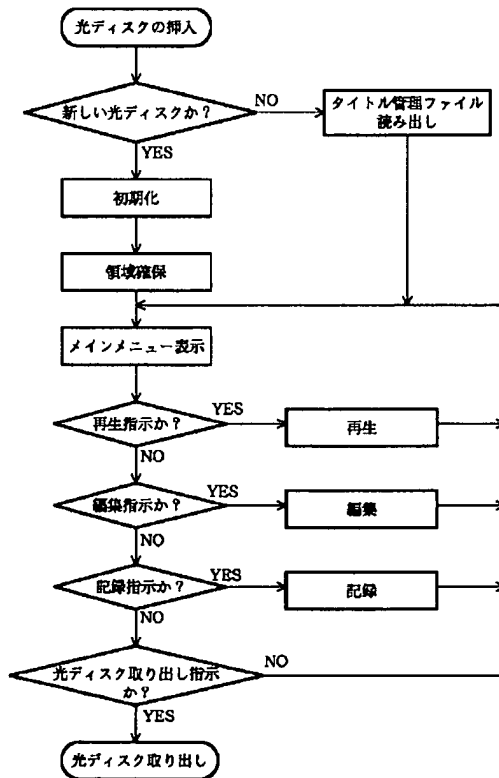 光ディスクの挿入
新しい光ディスクか？
NO
タイトル管理ファイル
読み出し
YES
初期化
領域確保
メインメニュー表示
再生指示か？
YES
再生
NO
編集指示か？
YES
編集
NO
記録指示か？
YES
記録
NO
光ディスク取り出し指示
か？
NO
YES
光ディスク取り出し